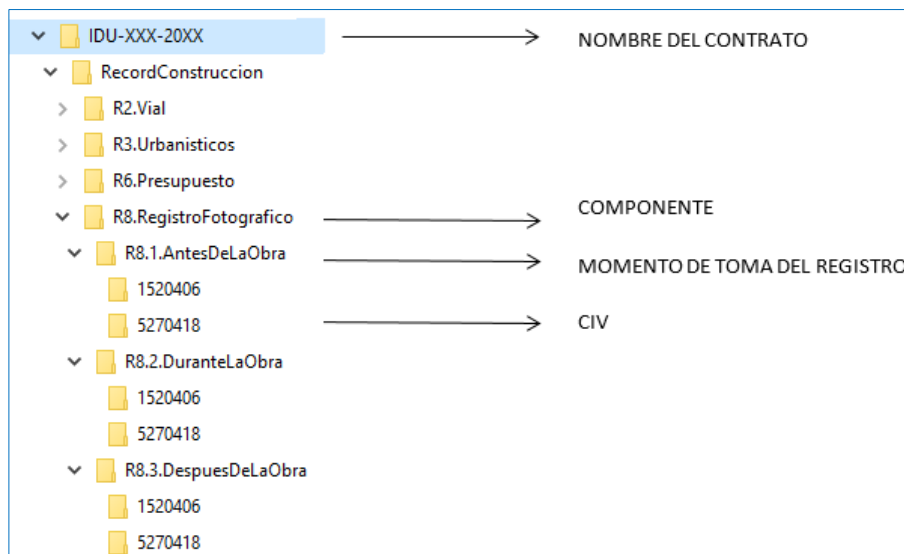 IDU-XXX-20XX NOMBRE DEL CONTRATO
RecordConstruccion
R2.Vial
R3.Urbanisticos
R6.Presupuesto
R8.RegistroFotografico COMPONENTE
R8.1.AntesDeLaObra MOMENTO DE TOMA DEL REGISTRO
1520406
5270418 CIV
R8.2.DuranteLaObra
1520406
5270418
R8.3.DespuesDeLaObra
1520406
5270418